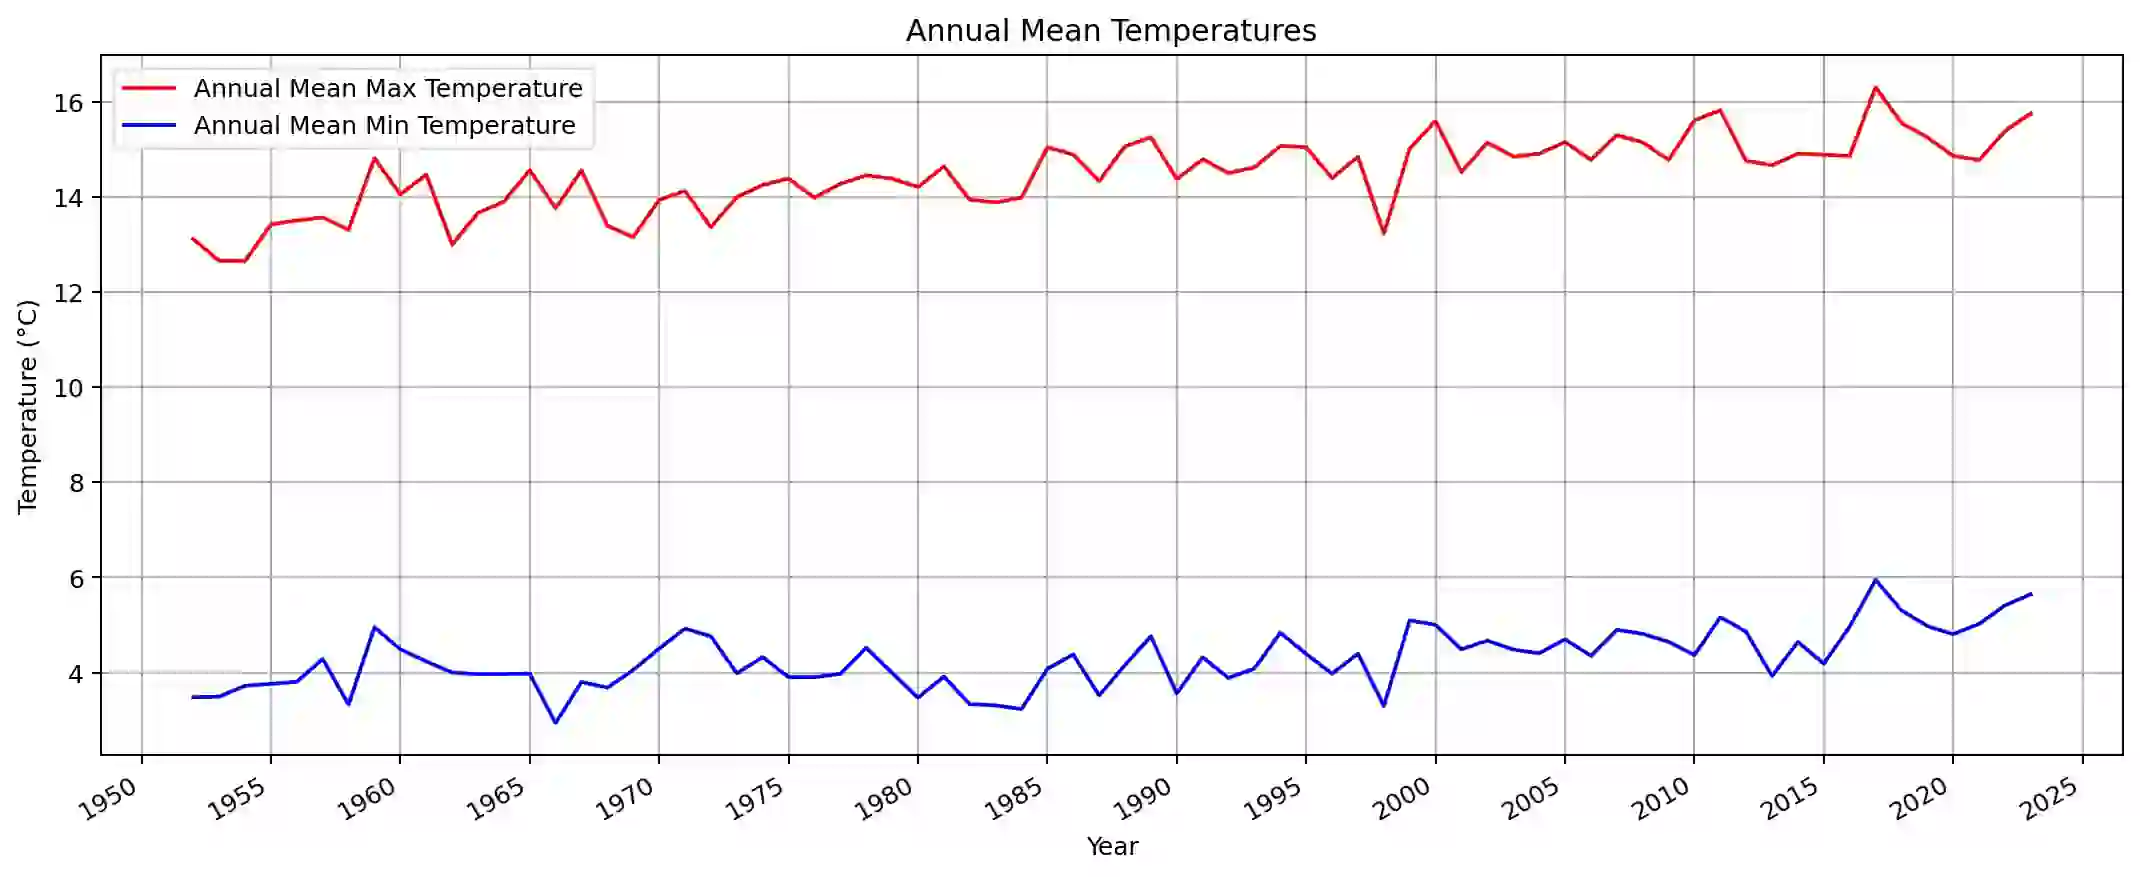 Annual Mean Temperatures
Annual Mean Max Temperature
Annual Mean Min Temperature
16
14
12
10
8
6
4
Temperature (°C)
1950 1955 1960 1965 1970 1975 1980 1985 1990 1995 2000 2005 2010 2015 2020 2025
Year